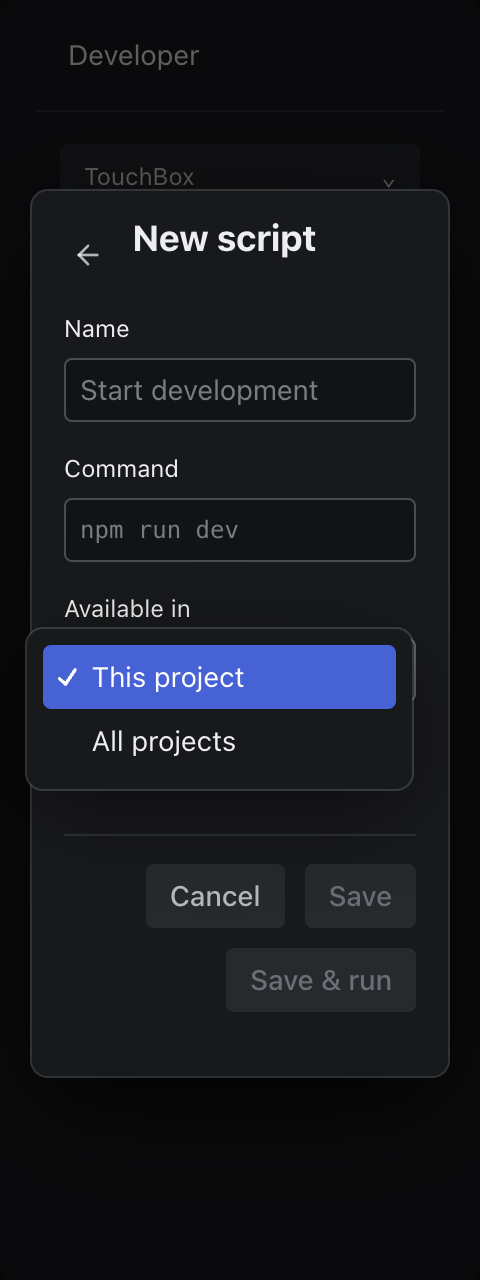 Developer
TouchBox
New script
Name
Start development
Command
npm run dev
Available in
This project
All projects
Cancel
Save
Save & run